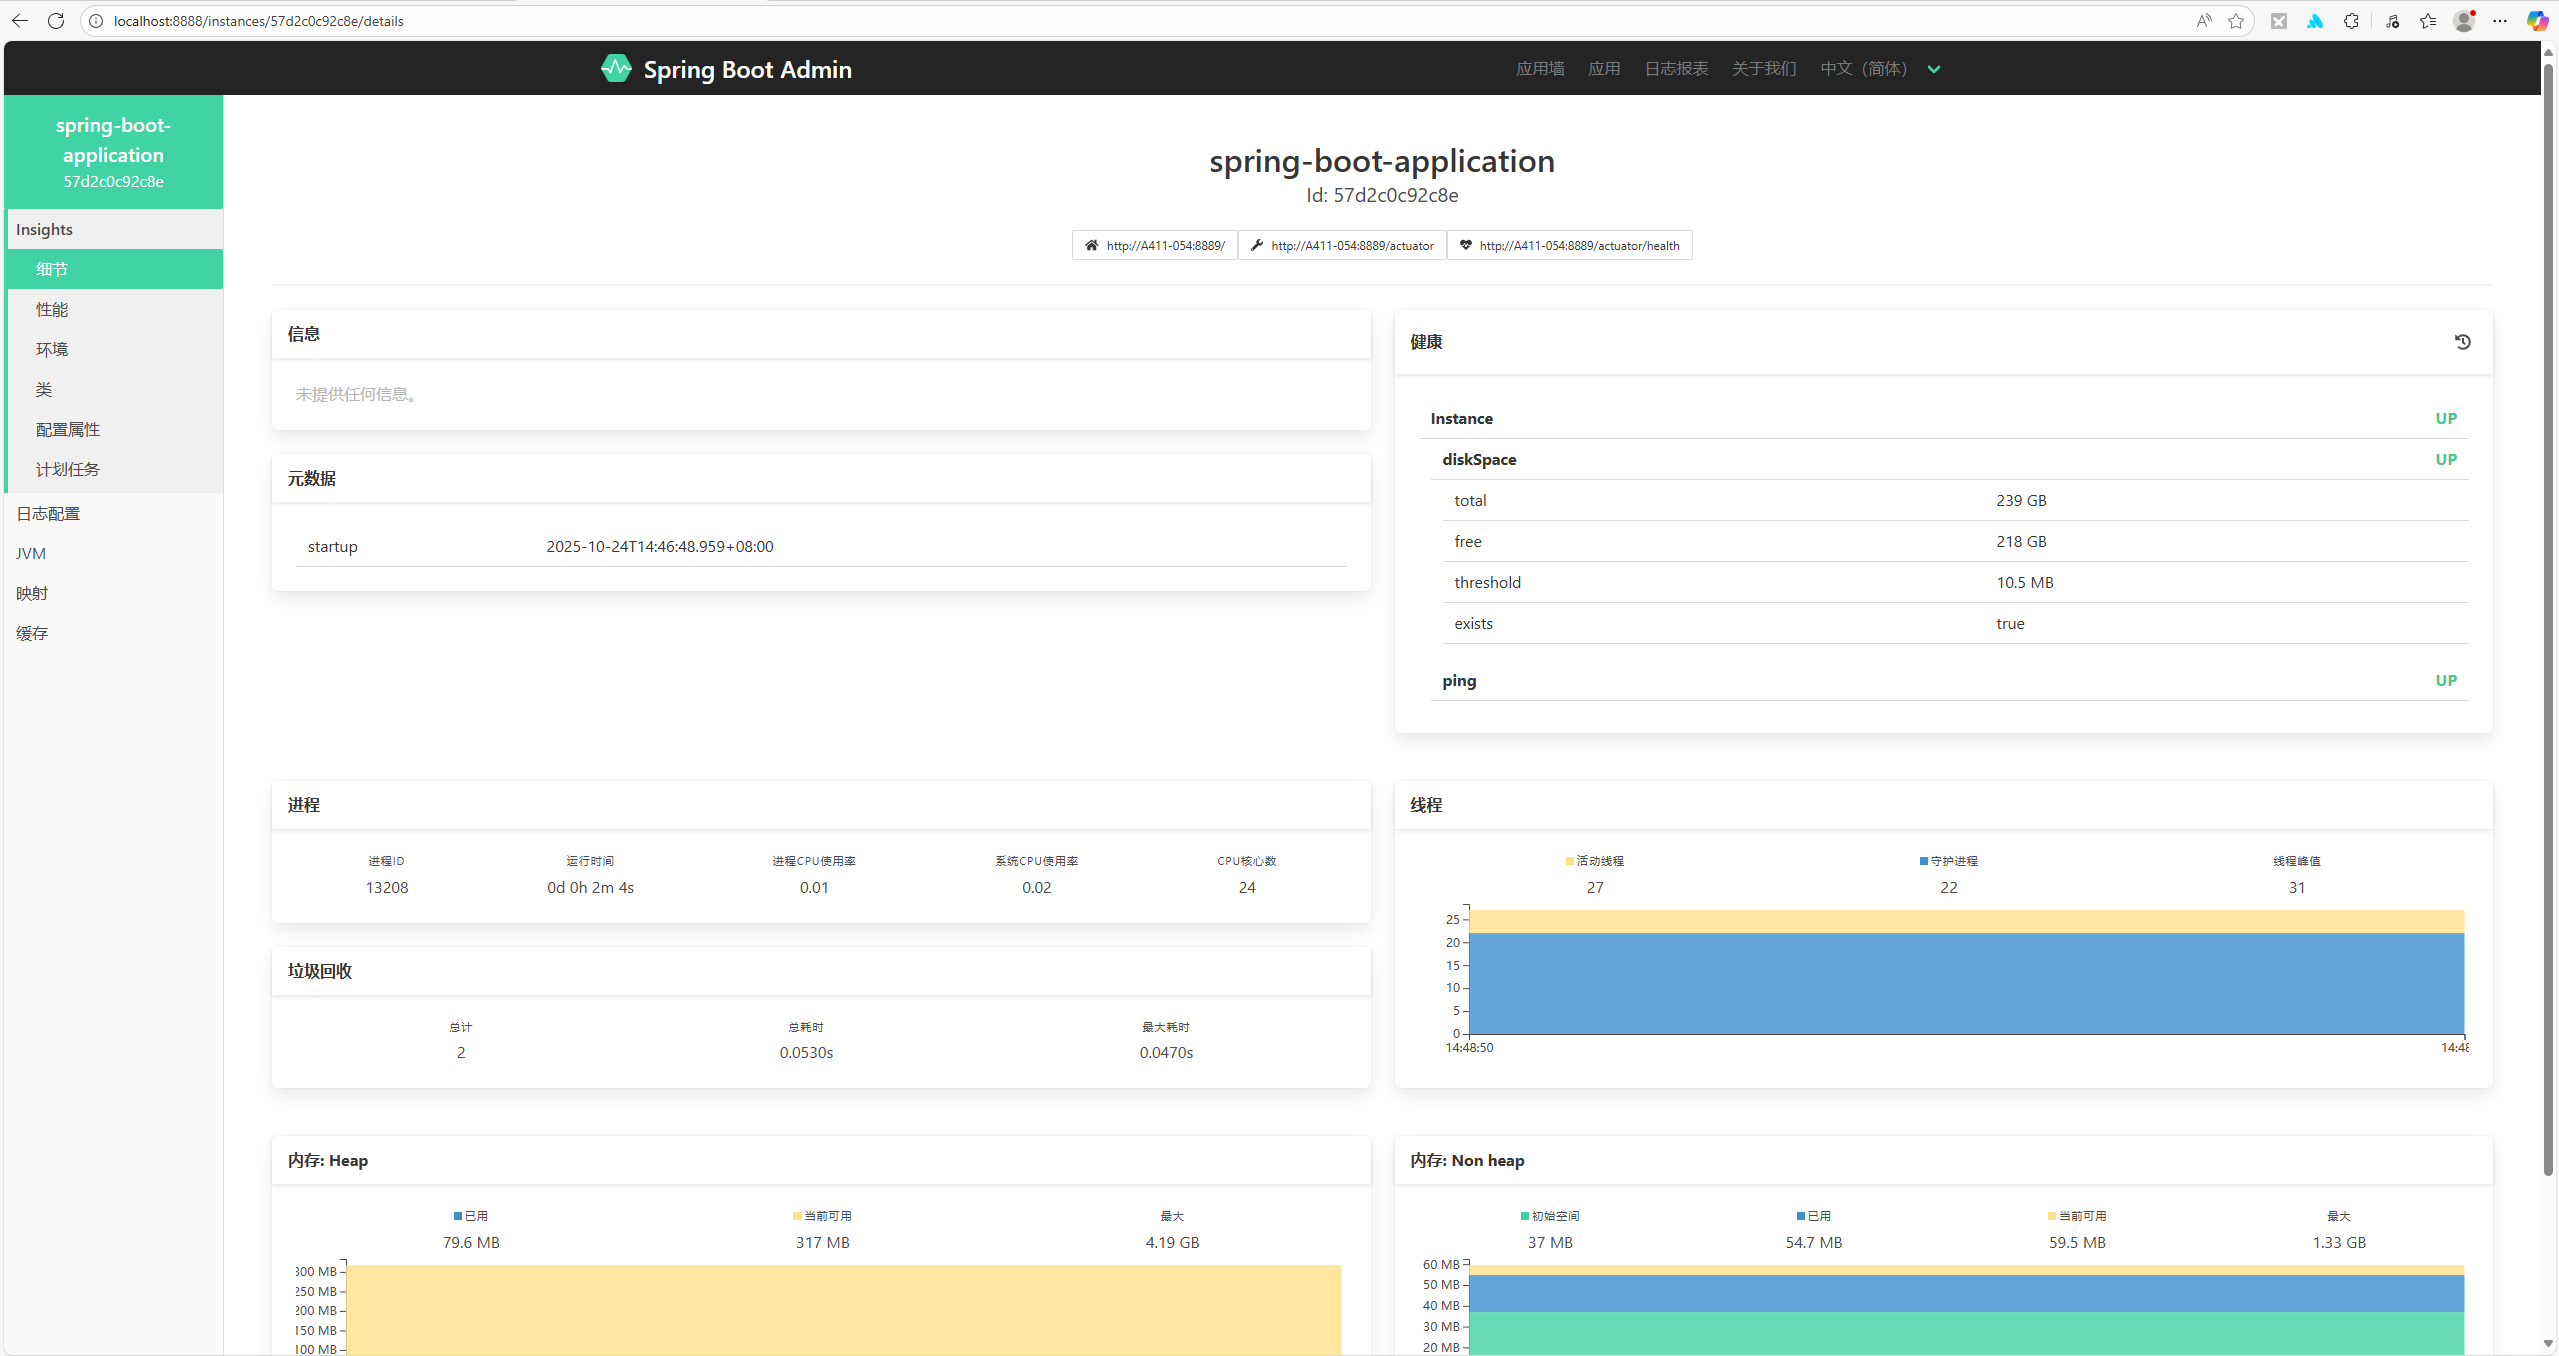 localhost:8888/instances/57d2c0c92c8e/details
Spring Boot Admin
应用墙 应用 日志报表 关于我们 中文（简体）
spring-boot-
application
57d2c0c92c8e
Insights
细节
性能
环境
类
配置属性
计划任务
日志配置
JVM
映射
缓存
spring-boot-application
Id: 57d2c0c92c8e
http://A411-054:8889/ http://A411-054:8889/actuator http://A411-054:8889/actuator/health
信息
未提供任何信息。
元数据
startup 2025-10-24T14:46:48.959+08:00
健康
Instance UP
diskSpace UP
total 239 GB
free 218 GB
threshold 10.5 MB
exists true
ping UP
进程
进程ID 运行时间 进程CPU使用率 系统CPU使用率 CPU核心数
13208 0d 0h 2m 4s 0.01 0.02 24
垃圾回收
总计 总耗时 最大耗时
2 0.0530s 0.0470s
线程
活动线程 守护进程 线程峰值
27 22 31
25
20
15
10
5
0
14:48:50 14:48
内存: Heap
已用 当前可用 最大
79.6 MB 317 MB 4.19 GB
300 MB
250 MB
200 MB
150 MB
100 MB
内存: Non heap
初始空间 已用 当前可用 最大
37 MB 54.7 MB 59.5 MB 1.33 GB
60 MB
50 MB
40 MB
30 MB
20 MB